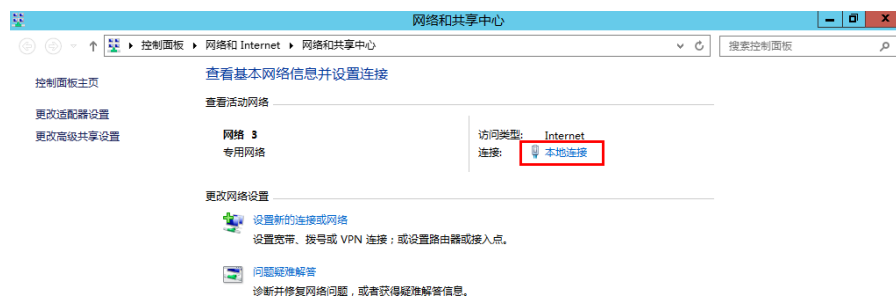 网络和共享中心
控制面板 网络和 Internet 网络和共享中心 搜索控制面板
控制面板主页
更改适配器设置
更改高级共享设置
查看基本网络信息并设置连接
查看活动网络
网络 3
专用网络
访问类型: Internet
连接: 本地连接
更改网络设置
设置新的连接或网络
设置宽带、拨号或 VPN 连接；或设置路由器或接入点。
问题疑难解答
诊断并修复网络问题，或者获得疑难解答信息。